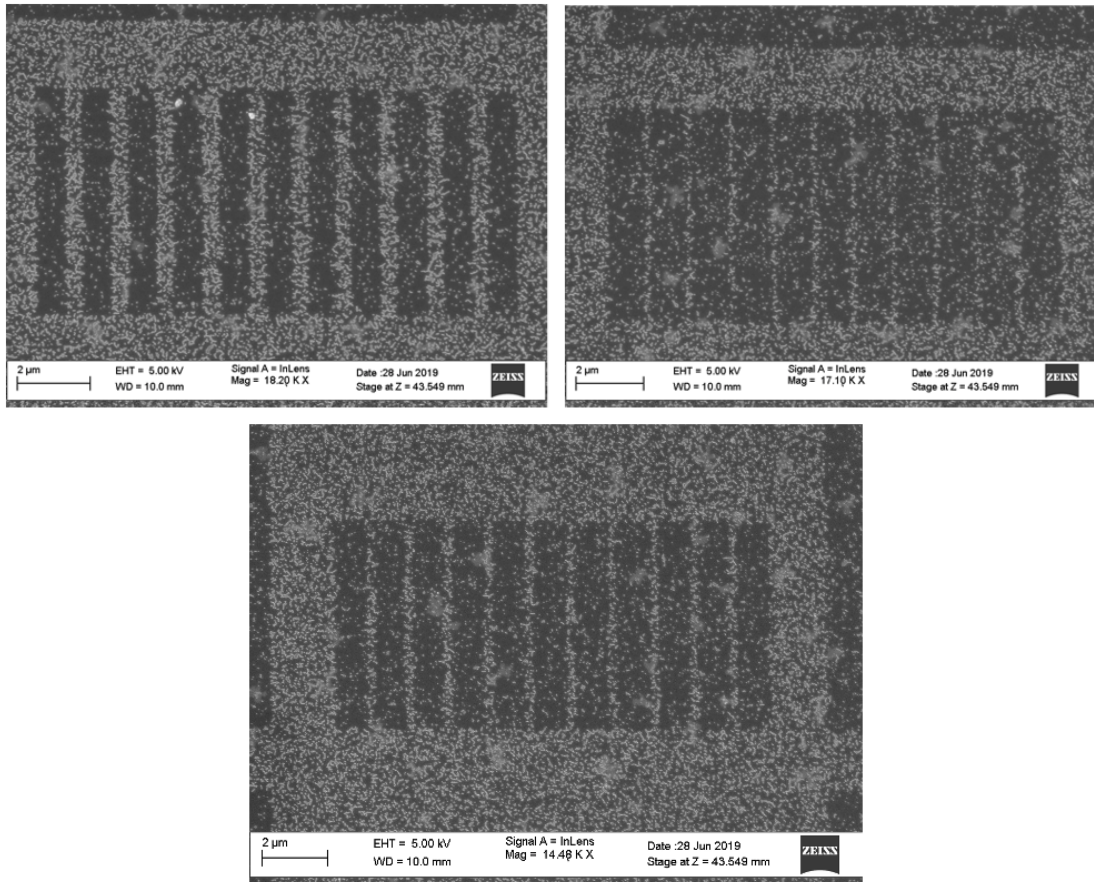 2 µm
EHT = 5.00 kV
WD = 10.0 mm
Signal A = InLens
Mag = 18.20 K X
Date :28 Jun 2019
Stage at Z = 43.549 mm
ZEISS
2 µm
EHT = 5.00 kV
WD = 10.0 mm
Signal A = InLens
Mag = 17.10 K X
Date :28 Jun 2019
Stage at Z = 43.549 mm
ZEISS
2 µm
EHT = 5.00 kV
WD = 10.0 mm
Signal A = InLens
Mag = 14.48 K X
Date :28 Jun 2019
Stage at Z = 43.549 mm
ZEISS